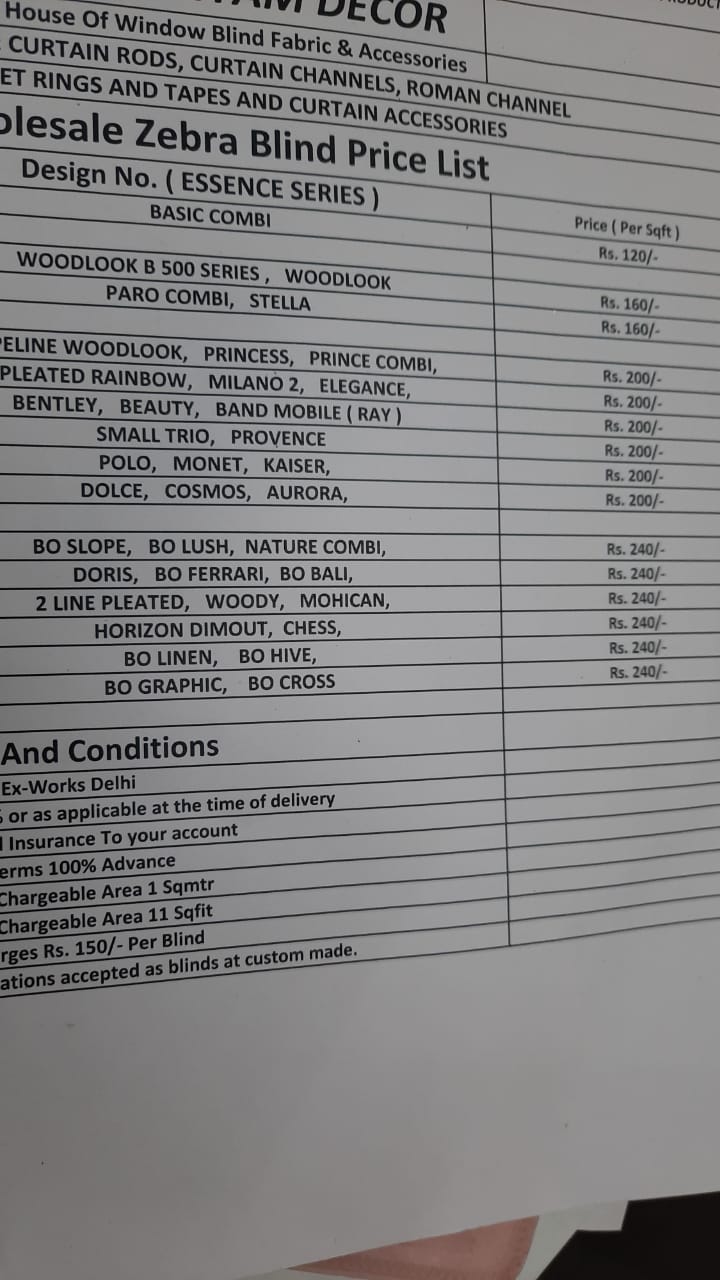 DECOR
House Of Window Blind Fabric & Accessories
CURTAIN RODS, CURTAIN CHANNELS, ROMAN CHANNEL
RINGS AND TAPES AND CURTAIN ACCESSORIES
Zebra Blind Price List
Design No. ( ESSENCE SERIES ) Price ( Per Sqft )
BASIC COMBI Rs. 120/-
WOODLOOK B 500 SERIES, WOODLOOK Rs. 160/-
PARO COMBI, STELLA Rs. 160/-
WOODLOOK, PRINCESS, PRINCE COMBI, Rs. 200/-
PLEATED RAINBOW, MILANO 2, ELEGANCE, Rs. 200/-
BENTLEY, BEAUTY, BAND MOBILE ( RAY ) Rs. 200/-
SMALL TRIO, PROVENCE Rs. 200/-
POLO, MONET, KAISER, Rs. 200/-
DOLCE, COSMOS, AURORA, Rs. 200/-
BO SLOPE, BO LUSH, NATURE COMBI, Rs. 240/-
DORIS, BO FERRARI, BO BALI, Rs. 240/-
2 LINE PLEATED, WOODY, MOHICAN, Rs. 240/-
HORIZON DIMOUT, CHESS, Rs. 240/-
BO LINEN, BO HIVE, Rs. 240/-
BO GRAPHIC, BO CROSS Rs. 240/-
And Conditions
Ex-Works Delhi
or as applicable at the time of delivery
Insurance To your account
100% Advance
Chargeable Area 1 Sqmtr
Chargeable Area 11 Sqfit
Rs. 150/- Per Blind
accepted as blinds at custom made.